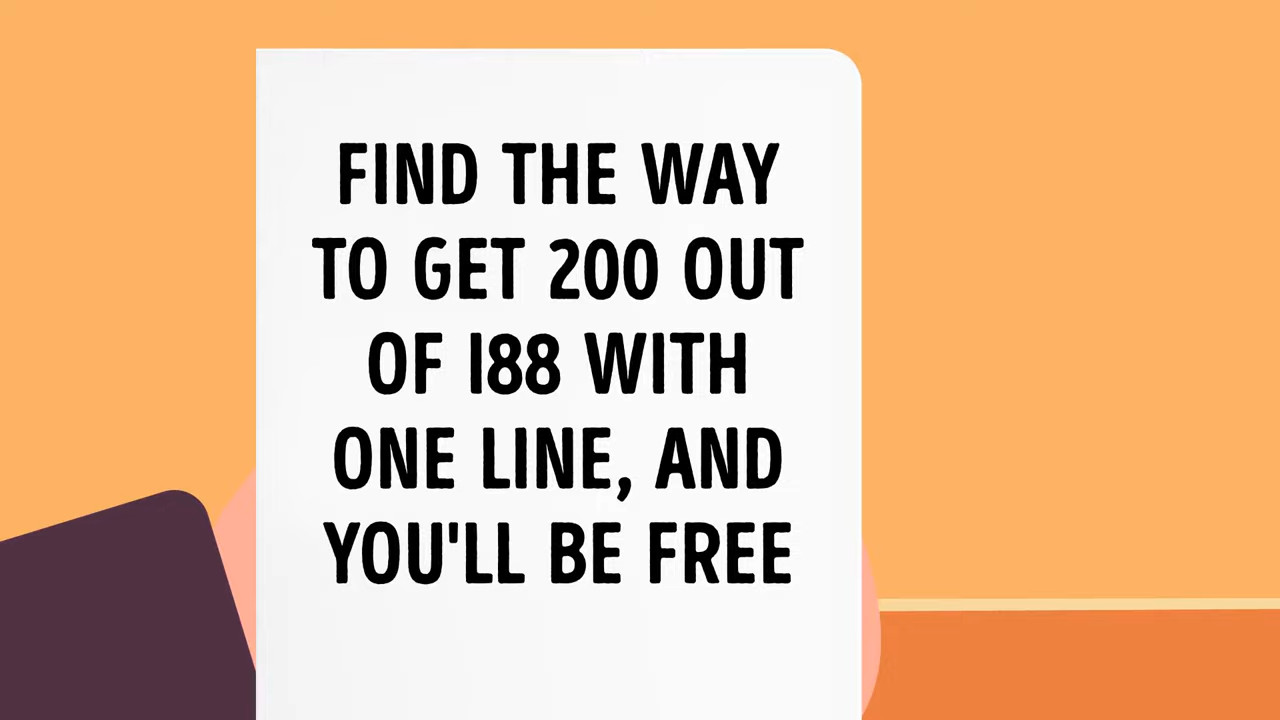 FIND THE WAY
TO GET 200 OUT
OF I88 WITH
ONE LINE, AND
YOU'LL BE FREE